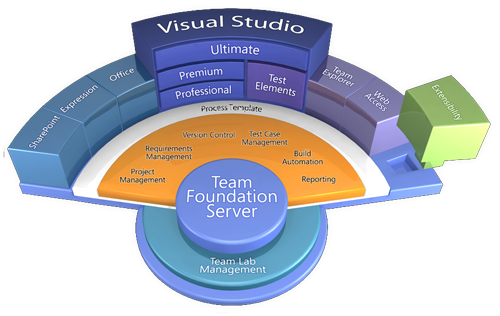 Visual Studio
Ultimate
Premium
Professional
Test
Elements
SharePoint
Expression
Office
Team
Explorer
Web
Access
Extensibility
Process Template
Project
Management
Requirements
Management
Version Control
Test Case
Management
Build
Automation
Reporting
Team
Foundation
Server
Team Lab
Management